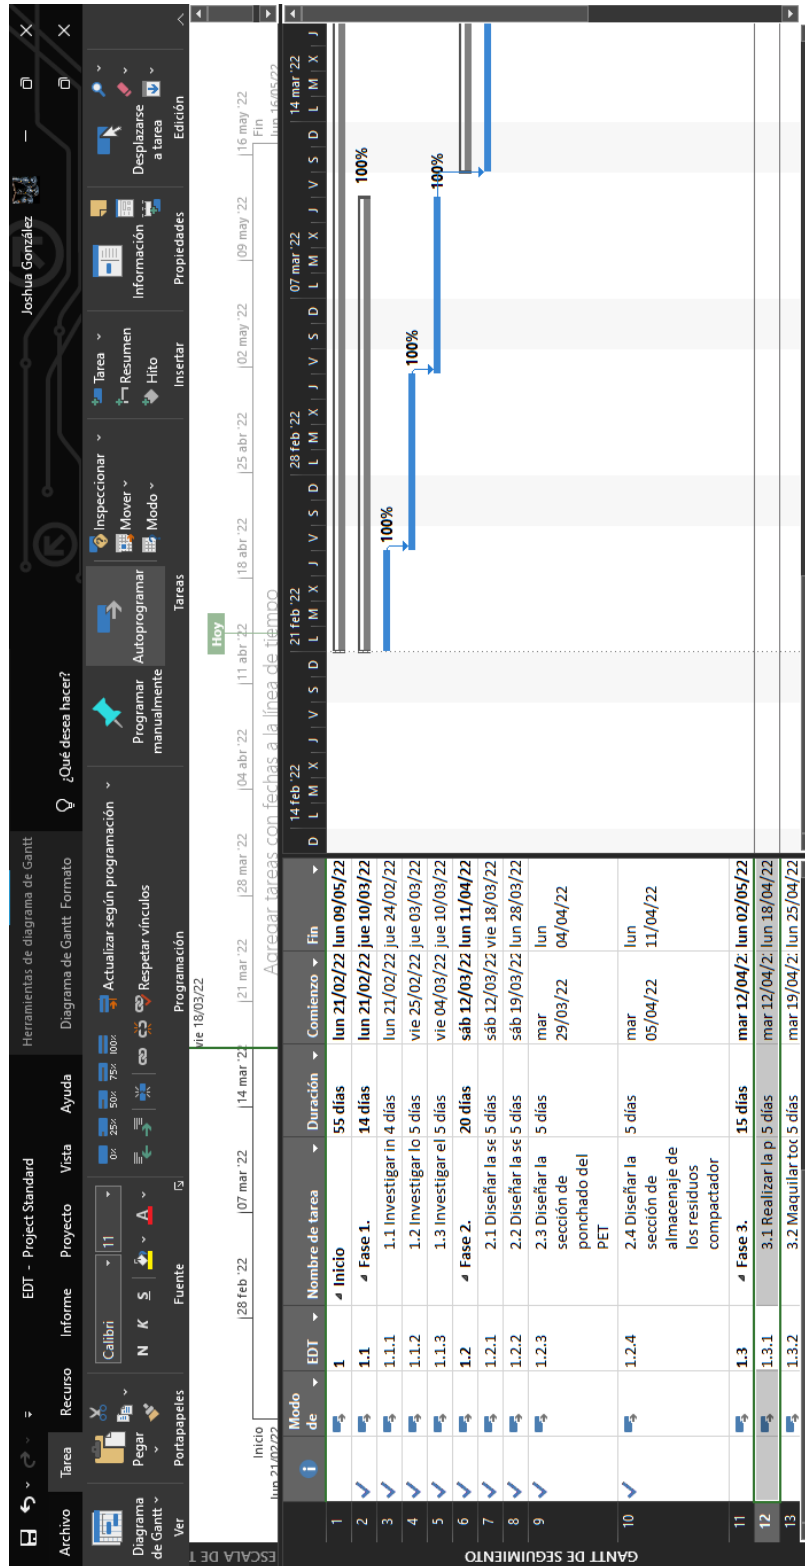 EDT - Project Standard
Herramientas de diagrama de Gantt
Joshua González
Archivo Tarea Recurso Informe Proyecto Vista Ayuda Diagrama de Gantt Formato ¿Qué desea hacer?
Diagrama de Gantt
Ver
Pegar
Portapapeles
Calibri 11
N K S A
Fuente
0% 25% 50% 75% 100%
Actualizar según programación
Respetar vínculos
Programación
Programar manualmente
Autoprogramar
Inspeccionar
Mover
Modo
Tareas
Tarea
Resumen
Hito
Insertar
Información
Propiedades
Desplazarse a tarea
Edición
ESCALA DE T
vie 18/03/22
Hoy
28 feb '22 07 mar '22 14 mar '22 21 mar '22 28 mar '22 04 abr '22 11 abr '22 18 abr '22 25 abr '22 02 may '22 09 may '22 16 may '22
Inicio
lun 21/02/22
Agregar tareas con fechas a la línea de tiempo
Fin
lun 16/05/22
GANTT DE SEGUIMIENTO
Modo de EDT Nombre de tarea Duración Comienzo Fin
1 1 Inicio 55 días lun 21/02/22 lun 09/05/22
2 1.1 Fase 1. 14 días lun 21/02/22 jue 10/03/22
3 1.1.1 1.1 Investigar in 4 días lun 21/02/22 jue 24/02/22
4 1.1.2 1.2 Investigar lo 5 días vie 25/02/22 jue 03/03/22
5 1.1.3 1.3 Investigar el 5 días vie 04/03/22 jue 10/03/22
6 1.2 Fase 2. 20 días sáb 12/03/22 lun 11/04/22
7 1.2.1 2.1 Diseñar la se 5 días sáb 12/03/22 vie 18/03/22
8 1.2.2 2.2 Diseñar la se 5 días sáb 19/03/22 lun 28/03/22
9 1.2.3 2.3 Diseñar la sección de ponchado del PET 5 días mar 29/03/22 lun 04/04/22
10 1.2.4 2.4 Diseñar la sección de almacenaje de los residuos compactador 5 días mar 05/04/22 lun 11/04/22
11 1.3 Fase 3. 15 días mar 12/04/22 lun 02/05/22
12 1.3.1 3.1 Realizar la p 5 días mar 12/04/22 lun 18/04/22
13 1.3.2 3.2 Maquilar toc 5 días mar 19/04/22 lun 25/04/22
14 feb '22 21 feb '22 28 feb '22 07 mar '22 14 mar '22
D L M X J V S D L M X J V S D L M X J V S D L M X J V S D L M X J
100%
100%
100%
100%